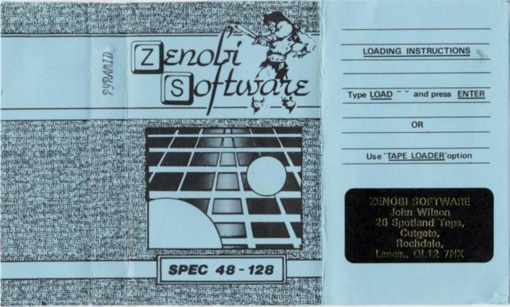 PYRAMID
Zenobi
Software
SPEC 48 - 128
LOADING INSTRUCTIONS
Type LOAD " " and press ENTER
OR
Use 'TAPE LOADER' option
ZENOBI SOFTWARE
John Wilson
26 Spotland Tops,
Cutgate,
Rochdale,
Lancs., OL12 7NX